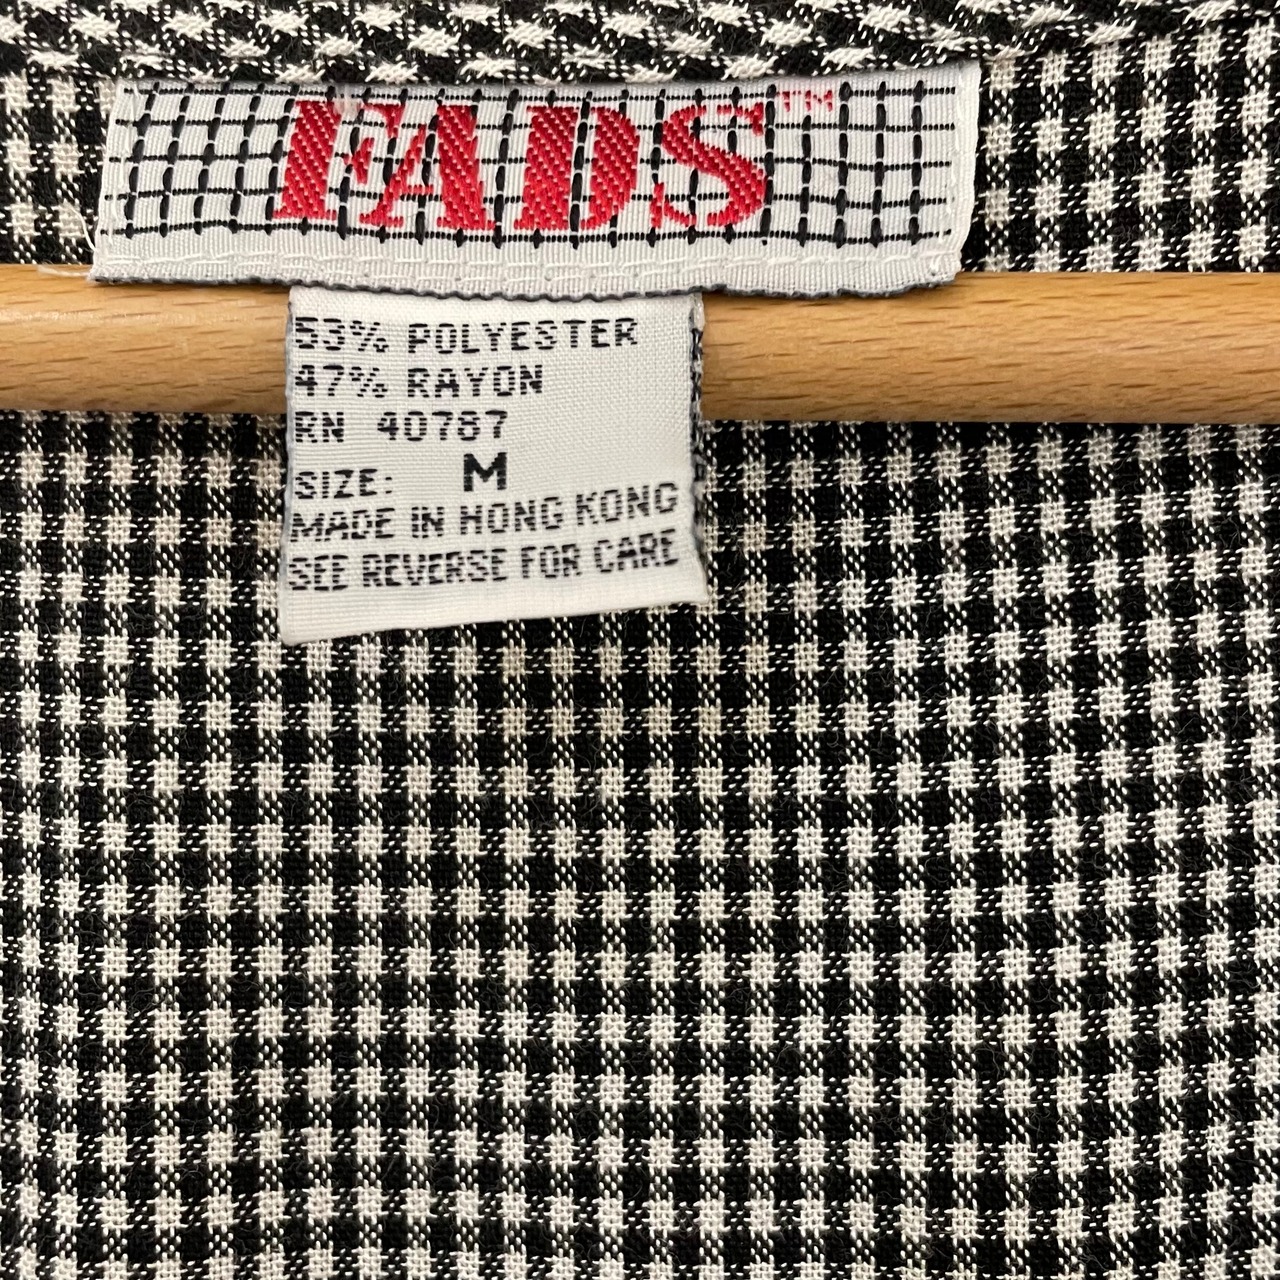 FADS™
53% POLYESTER
47% RAYON
RN 40787
SIZE: M
MADE IN HONG KONG
SEE REVERSE FOR CARE